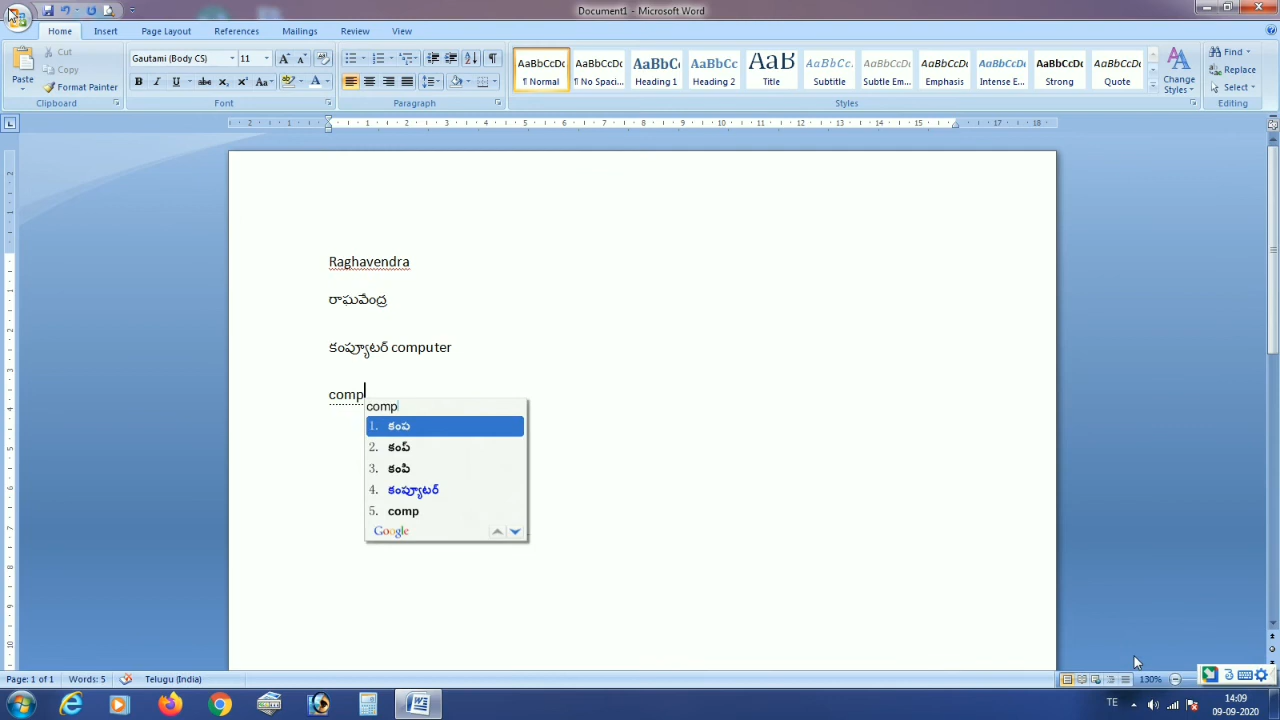 Document1 - Microsoft Word
Home Insert Page Layout References Mailings Review View
Paste
Cut
Copy
Format Painter
Clipboard
Gautami (Body CS) 11
Font
Paragraph
AaBbCcDc ¶ Normal
AaBbCcDc ¶ No Spaci...
AaBbC Heading 1
AaBbCc Heading 2
AaB Title
AaBbCc. Subtitle
AaBbCcDc Subtle Em...
AaBbCcDc Emphasis
AaBbCcDc Intense E...
AaBbCcDc Strong
AaBbCcDc Quote
Change Styles
Styles
Find
Replace
Select
Editing
Raghavendra
రాఘవేంద్ర
కంప్యూటర్ computer
comp
comp
1. కంప
2. కంప్
3. కంపి
4. కంప్యూటర్
5. comp
Google
Page: 1 of 1 Words: 5 Telugu (India) 130%
TE 14:09
09-09-2020